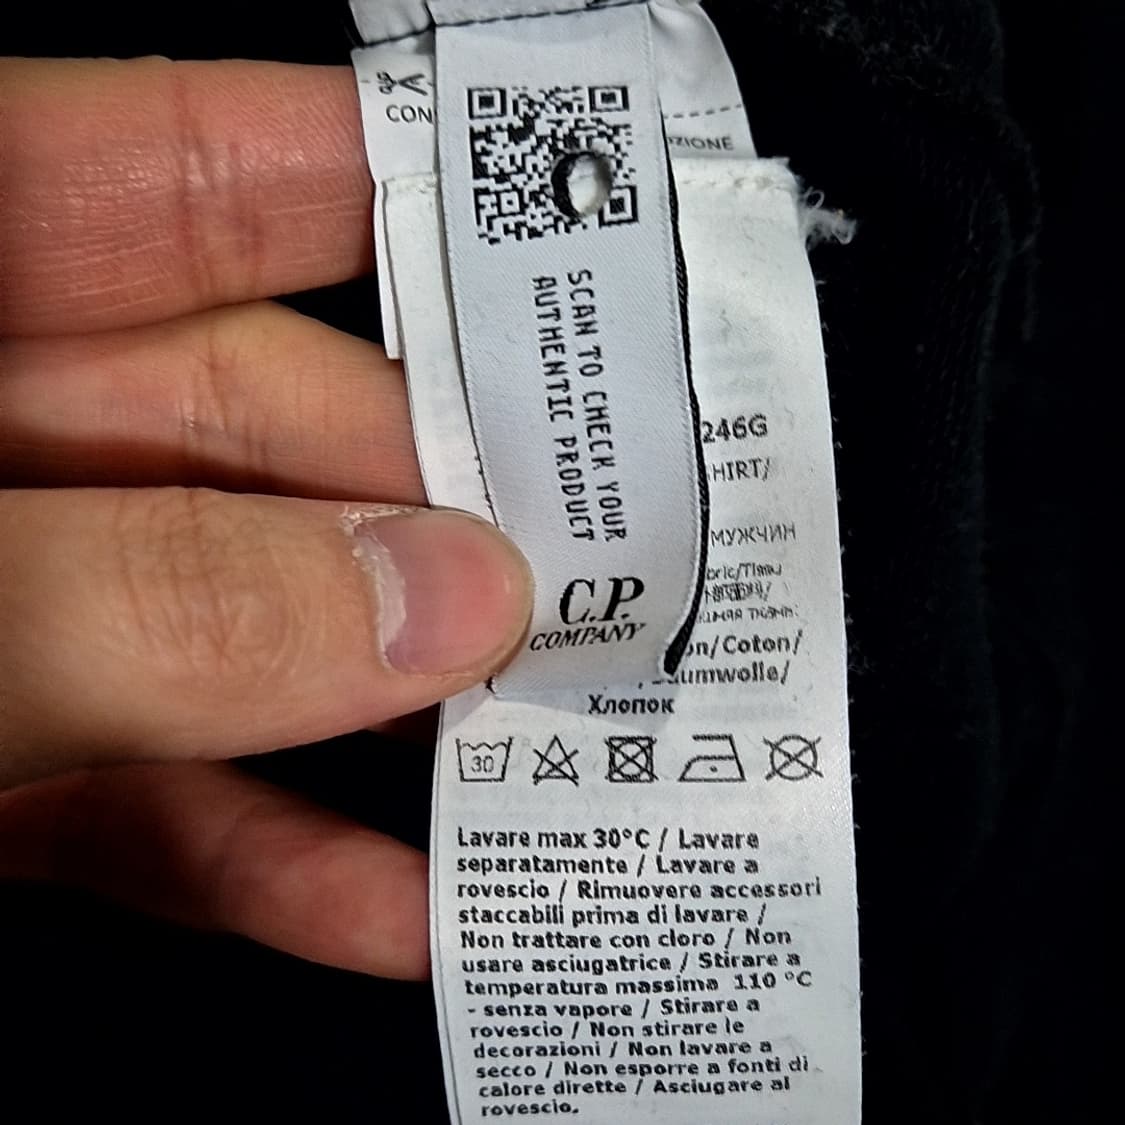 CON
ZIONE
SCAN TO CHECK YOUR
AUTHENTIC PRODUCT
C.P.
COMPANY
246G
HIRT/
МУЖЧИН
on/Coton/
umwolle/
Хлопок
30
Lavare max 30°C / Lavare
separatamente / Lavare a
rovescio / Rimuovere accessori
staccabili prima di lavare /
Non trattare con cloro / Non
usare asciugatrice / Stirare a
temperatura massima 110 °C
- senza vapore / Stirare a
rovescio / Non stirare le
decorazioni / Non lavare a
secco / Non esporre a fonti di
calore dirette / Asciugare al
rovescio.